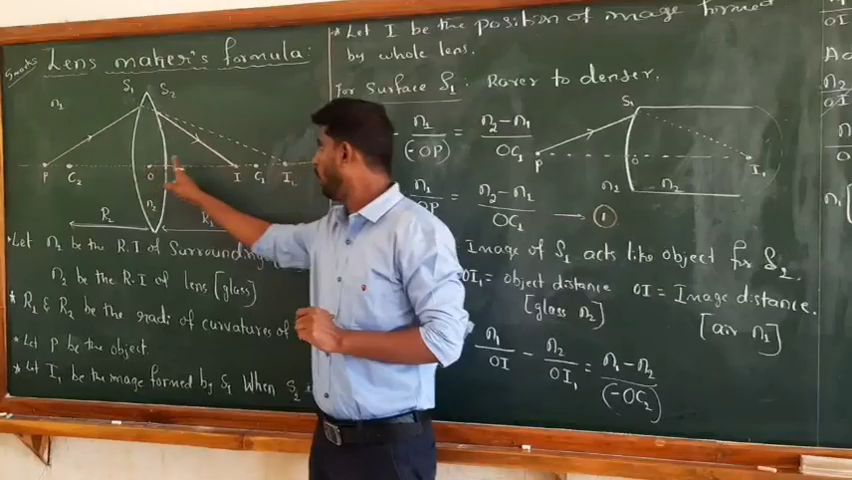 5marks
Lens maker's formula:
S₁ S₂
n₁
P C₂ O I C₁ I₁
n₂
R₂ R₁
* Let n₁ be the R.I of Surrounding
n₂ be the R.I of lens [glass]
* R₁ & R₂ be the radii of curvatures of
* Let P be the object.
* Let I₁ be the image formed by S₁ When S₂
* Let I be the position of image formed
by whole lens.
For Surface S₁: Rarer to denser.
n₁/(-OP) = (n₂-n₁)/OC₁
n₁/OP = (n₂-n₁)/OC₁ → ①
S₁
P O I₁
n₁ n₂
Image of S₁ acts like object for S₂.
OI₁ = object distance OI = Image distance.
[glass n₂] [air n₁]
n₁/OI - n₂/OI₁ = (n₁-n₂)/(-OC₂)